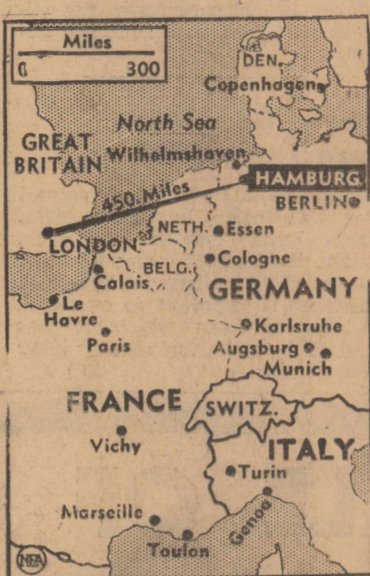 Miles
0 300
DEN.
Copenhagen
North Sea
GREAT
BRITAIN
Wilhelmshaven
HAMBURG
450 Miles
BERLIN
LONDON
NETH.
Essen
Calais
BELG.
Cologne
GERMANY
Le
Havre
Paris
Karlsruhe
Augsburg
Munich
FRANCE
SWITZ.
Vichy
ITALY
Turin
Marseille
Genoa
Toulon
NEA